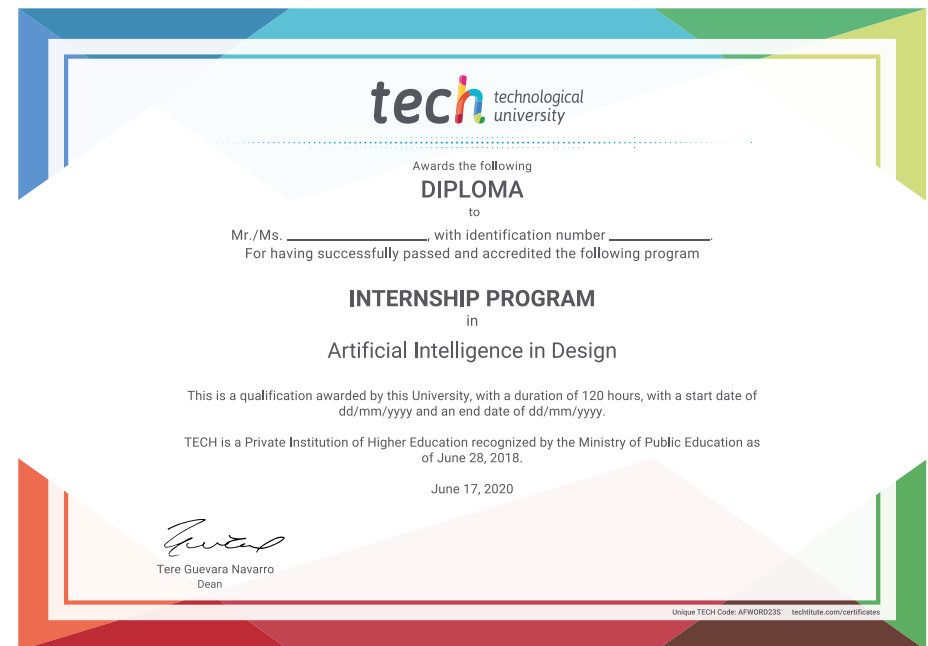 tech technological
university
Awards the following
DIPLOMA
to
Mr./Ms. ____________________, with identification number ______________.
For having successfully passed and accredited the following program
INTERNSHIP PROGRAM
in
Artificial Intelligence in Design
This is a qualification awarded by this University, with a duration of 120 hours, with a start date of
dd/mm/yyyy and an end date of dd/mm/yyyy.
TECH is a Private Institution of Higher Education recognized by the Ministry of Public Education as
of June 28, 2018.
June 17, 2020
Tere Guevara Navarro
Dean
Unique TECH Code: AFWORD23S techtitute.com/certificates